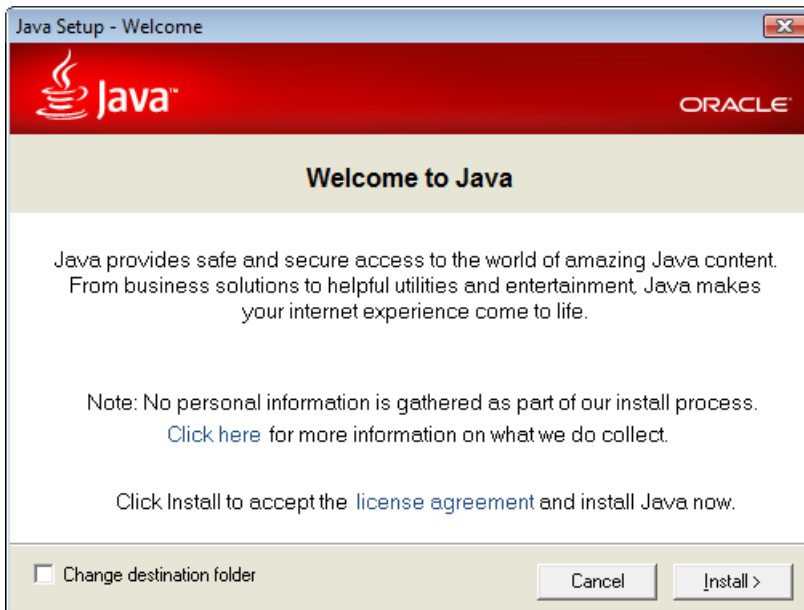 Java Setup - Welcome
Java™
ORACLE
Welcome to Java
Java provides safe and secure access to the world of amazing Java content.
From business solutions to helpful utilities and entertainment, Java makes
your internet experience come to life.
Note: No personal information is gathered as part of our install process.
Click here for more information on what we do collect.
Click Install to accept the license agreement and install Java now.
Change destination folder
Cancel
Install >